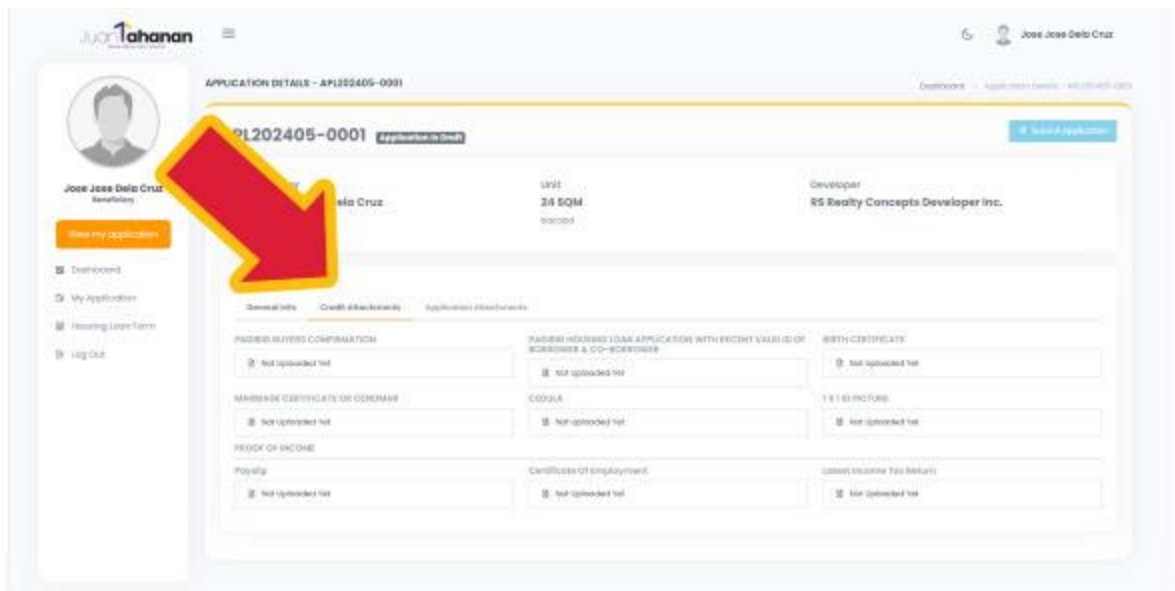 Juan Tahanan
Jose Jose Dela Cruz
APPLICATION DETAILS - APL202405-0001
Dashboard
PL202405-0001 Application in Draft
Submit Application
Jose Jose Dela Cruz
Beneficiary
View my application
Dashboard
My Application
Housing Loan Form
Log Out
ela Cruz
Unit
24 SQM
Developer
RS Realty Concepts Developer Inc.
General Info Credit Attachments Application Attachments
PAGIBIG BUYERS CONFIRMATION
Not Uploaded Yet
PAGIBIG HOUSING LOAN APPLICATION WITH RECENT VALID ID OF
BORROWER & CO-BORROWER
Not Uploaded Yet
BIRTH CERTIFICATE
Not Uploaded Yet
MARRIAGE CERTIFICATE OR CENOMAR
Not Uploaded Yet
CEDULA
Not Uploaded Yet
1 X 1 ID PICTURE
Not Uploaded Yet
PROOF OF INCOME
Payslip
Not Uploaded Yet
Certificate Of Employment
Not Uploaded Yet
Latest Income Tax Return
Not Uploaded Yet